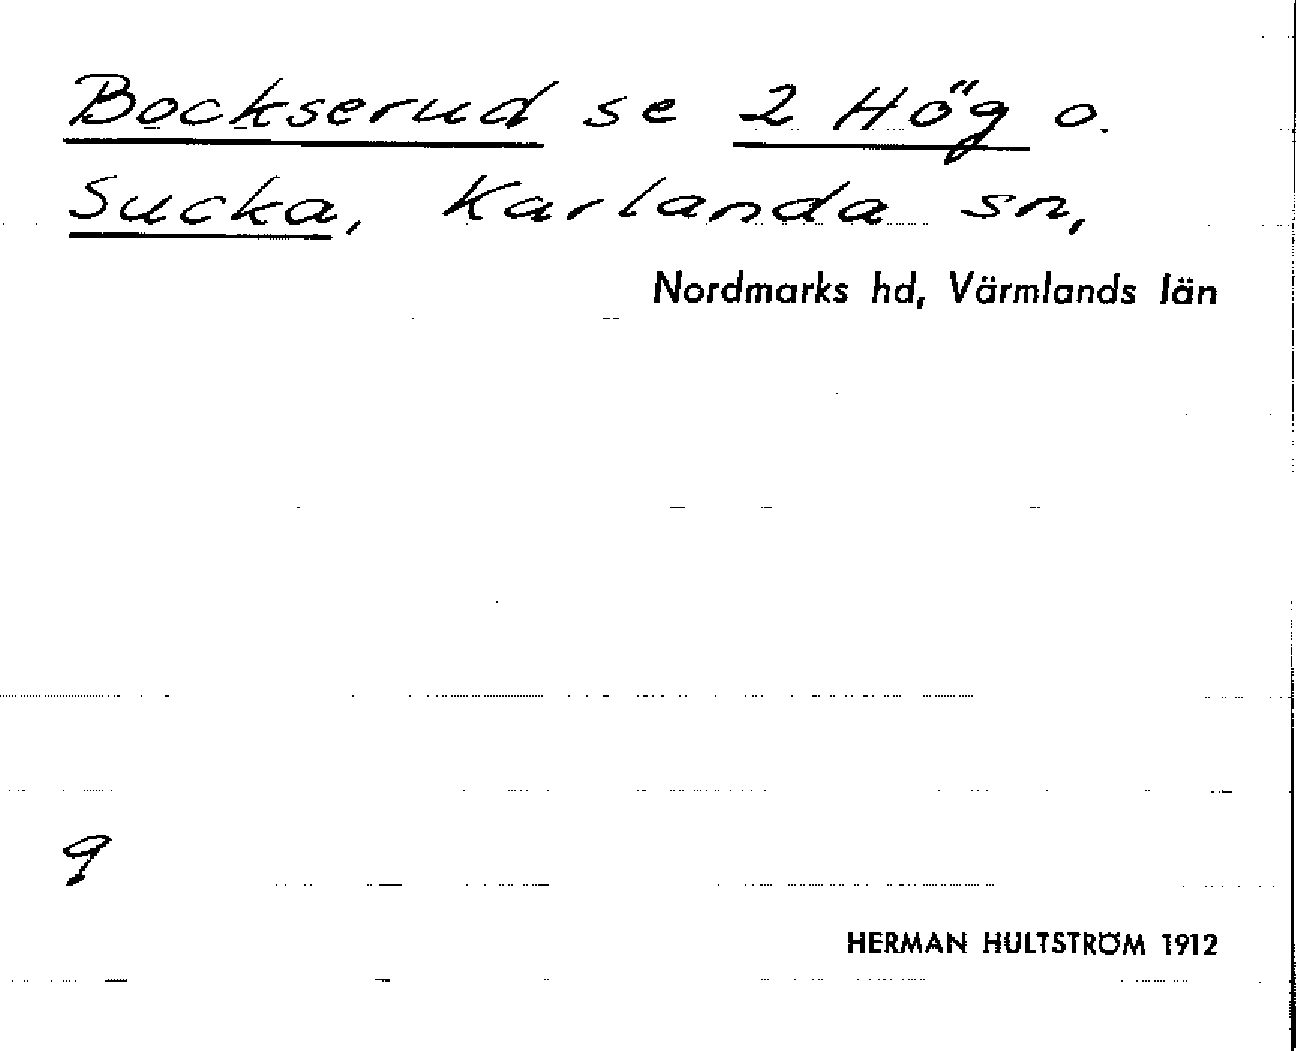 Bockserud se 2 Hög o.
Sucka, Karlanda sn,
Nordmarks hd, Värmlands län
9
HERMAN HULTSTRÖM 1912